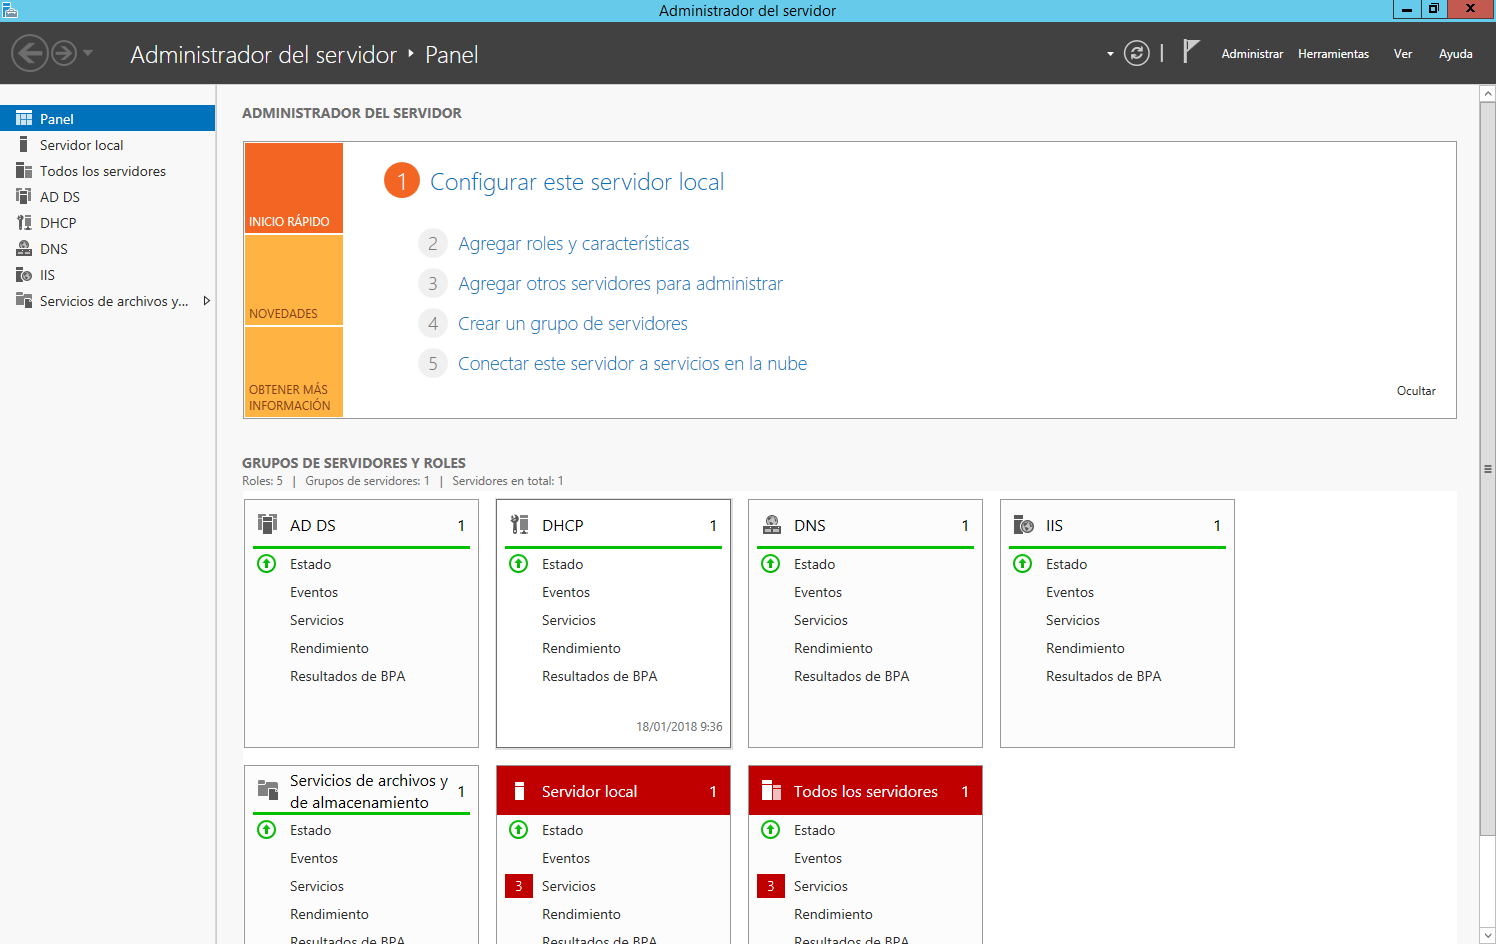 Administrador del servidor
Administrador del servidor ‣ Panel
Administrar Herramientas Ver Ayuda
Panel
Servidor local
Todos los servidores
AD DS
DHCP
DNS
IIS
Servicios de archivos y...
ADMINISTRADOR DEL SERVIDOR
INICIO RÁPIDO
NOVEDADES
OBTENER MÁS
INFORMACIÓN
1 Configurar este servidor local
2 Agregar roles y características
3 Agregar otros servidores para administrar
4 Crear un grupo de servidores
5 Conectar este servidor a servicios en la nube
Ocultar
GRUPOS DE SERVIDORES Y ROLES
Roles: 5 | Grupos de servidores: 1 | Servidores en total: 1
AD DS 1
Estado
Eventos
Servicios
Rendimiento
Resultados de BPA
DHCP 1
Estado
Eventos
Servicios
Rendimiento
Resultados de BPA
18/01/2018 9:36
DNS 1
Estado
Eventos
Servicios
Rendimiento
Resultados de BPA
IIS 1
Estado
Eventos
Servicios
Rendimiento
Resultados de BPA
Servicios de archivos y
de almacenamiento 1
Estado
Eventos
Servicios
Rendimiento
Resultados de BPA
Servidor local 1
Estado
Eventos
3 Servicios
Rendimiento
Resultados de BPA
Todos los servidores 1
Estado
Eventos
3 Servicios
Rendimiento
Resultados de BPA